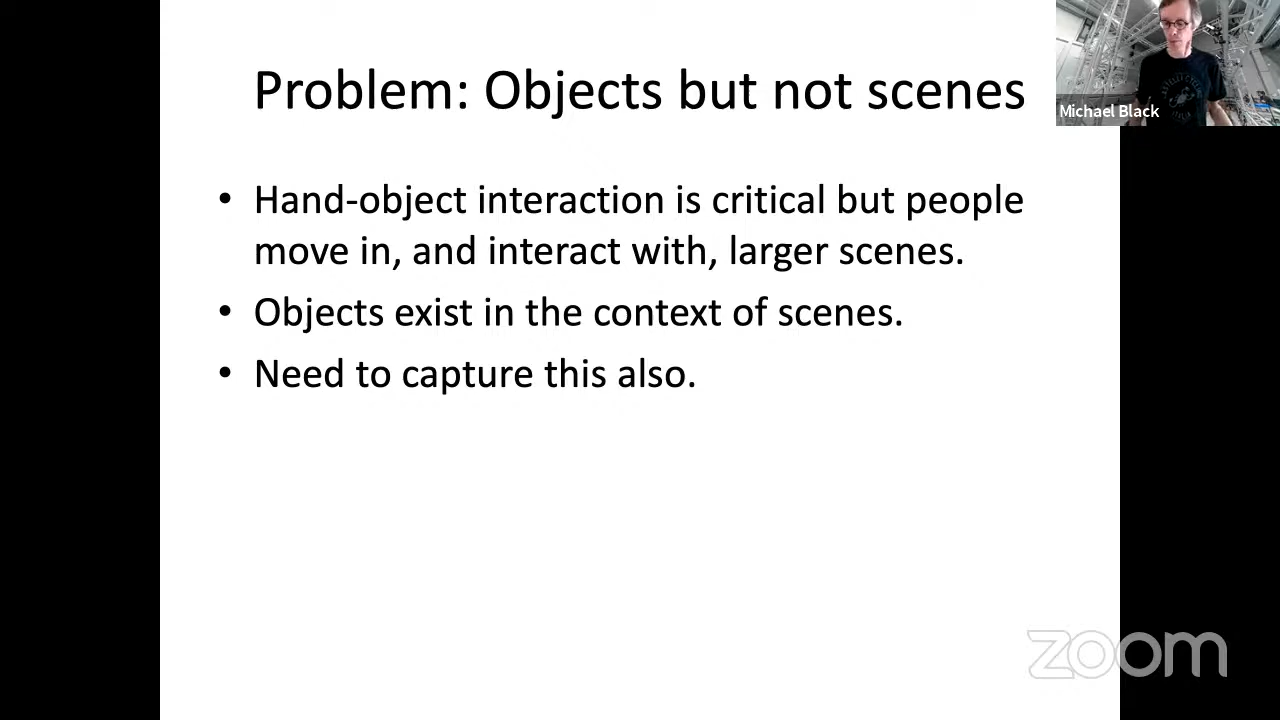 Problem: Objects but not scenes
Michael Black
• Hand-object interaction is critical but people
move in, and interact with, larger scenes.
• Objects exist in the context of scenes.
• Need to capture this also.
zoom